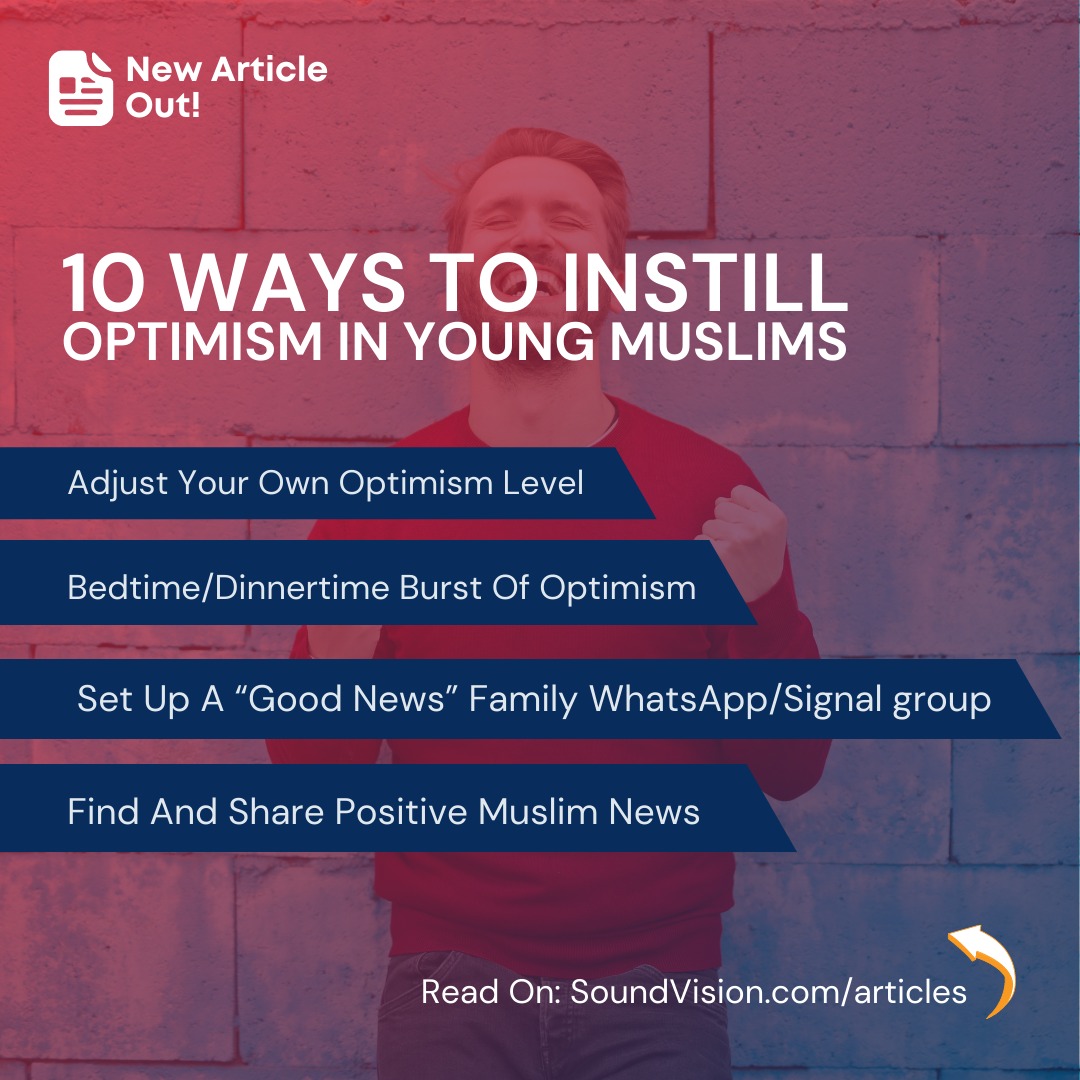 New Article
Out!
10 WAYS TO INSTILL
OPTIMISM IN YOUNG MUSLIMS
Adjust Your Own Optimism Level
Bedtime/Dinnertime Burst Of Optimism
Set Up A “Good News” Family WhatsApp/Signal group
Find And Share Positive Muslim News
Read On: SoundVision.com/articles